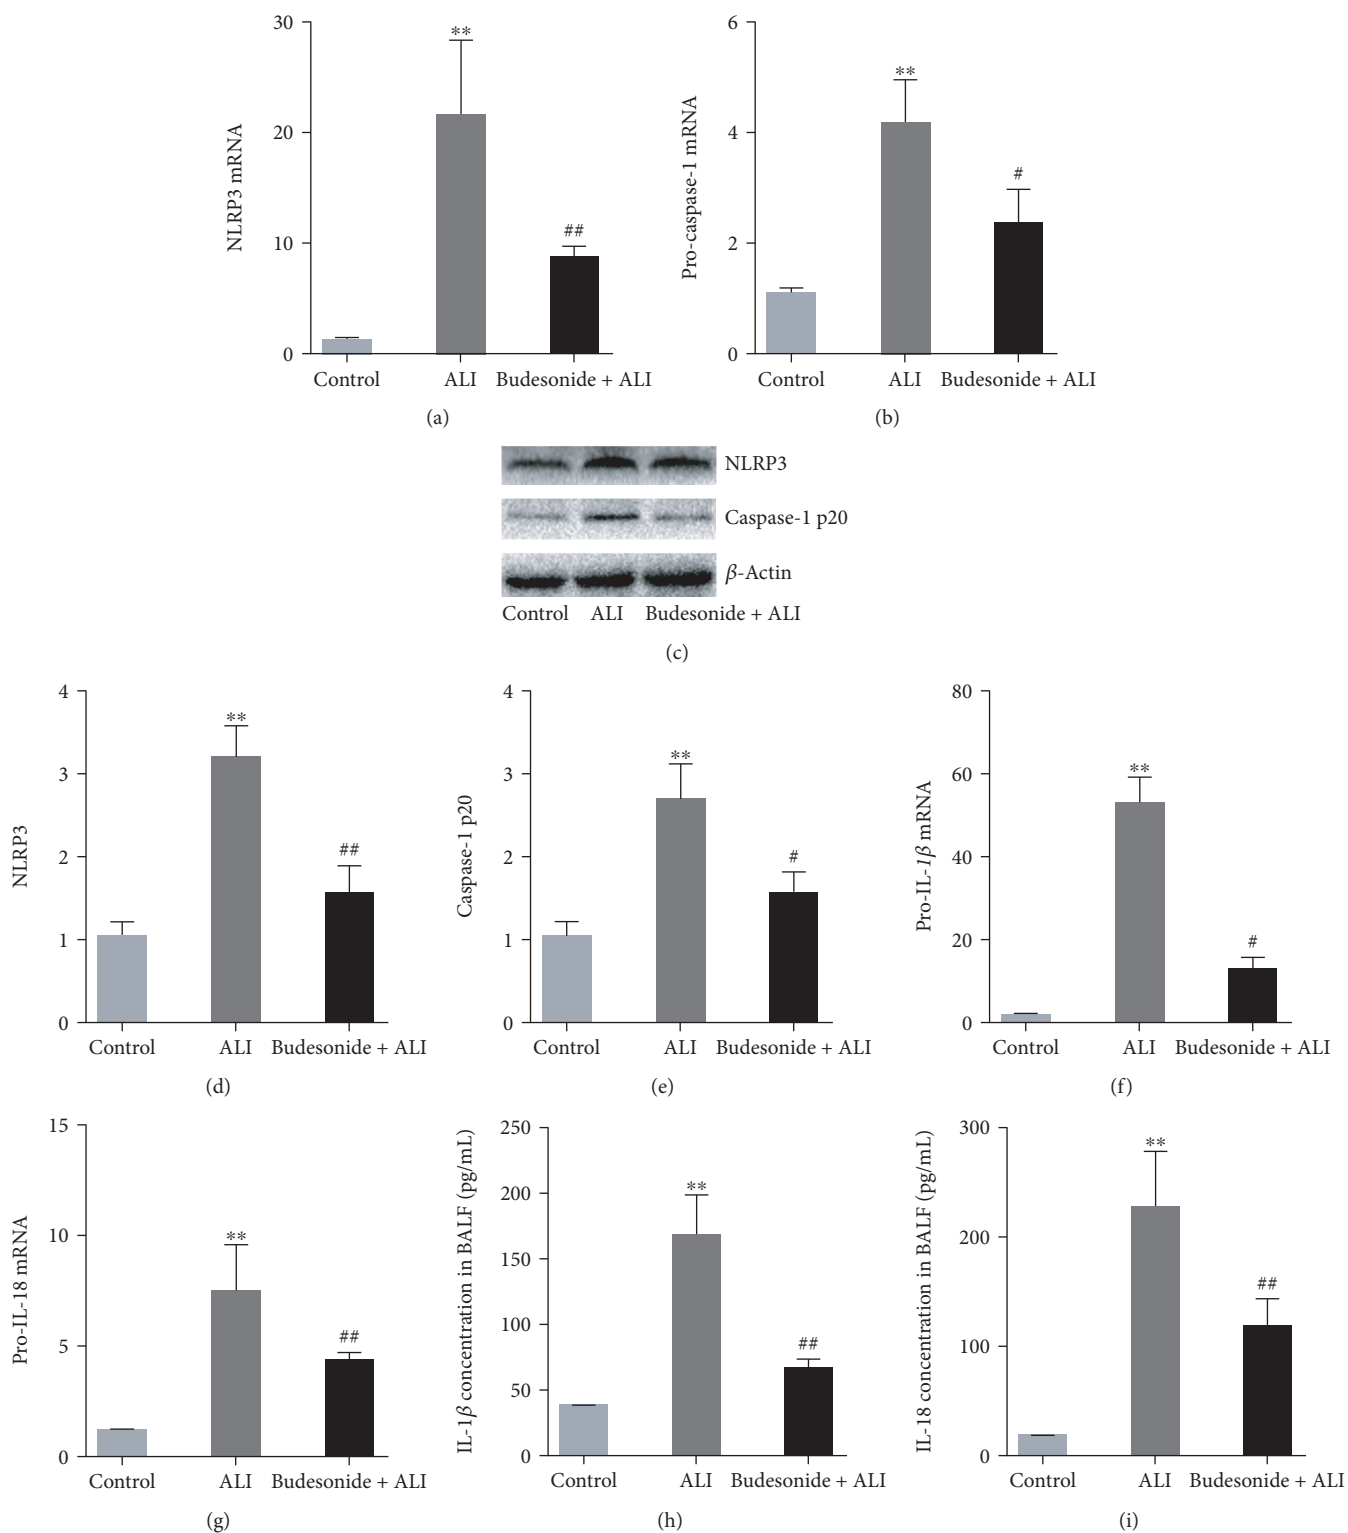 30
20
10
0
NLRP3 mRNA
**
##
Control ALI Budesonide + ALI
(a)
6
4
2
0
Pro-caspase-1 mRNA
**
#
Control ALI Budesonide + ALI
(b)
NLRP3
Caspase-1 p20
β-Actin
Control ALI Budesonide + ALI
(c)
4
3
2
1
0
NLRP3
**
##
Control ALI Budesonide + ALI
(d)
4
3
2
1
0
Caspase-1 p20
**
#
Control ALI Budesonide + ALI
(e)
80
60
40
20
0
Pro-IL-1β mRNA
**
#
Control ALI Budesonide + ALI
(f)
15
10
5
0
Pro-IL-18 mRNA
**
##
Control ALI Budesonide + ALI
(g)
250
200
150
100
50
0
IL-1β concentration in BALF (pg/mL)
**
##
Control ALI Budesonide + ALI
(h)
300
200
100
0
IL-18 concentration in BALF (pg/mL)
**
##
Control ALI Budesonide + ALI
(i)